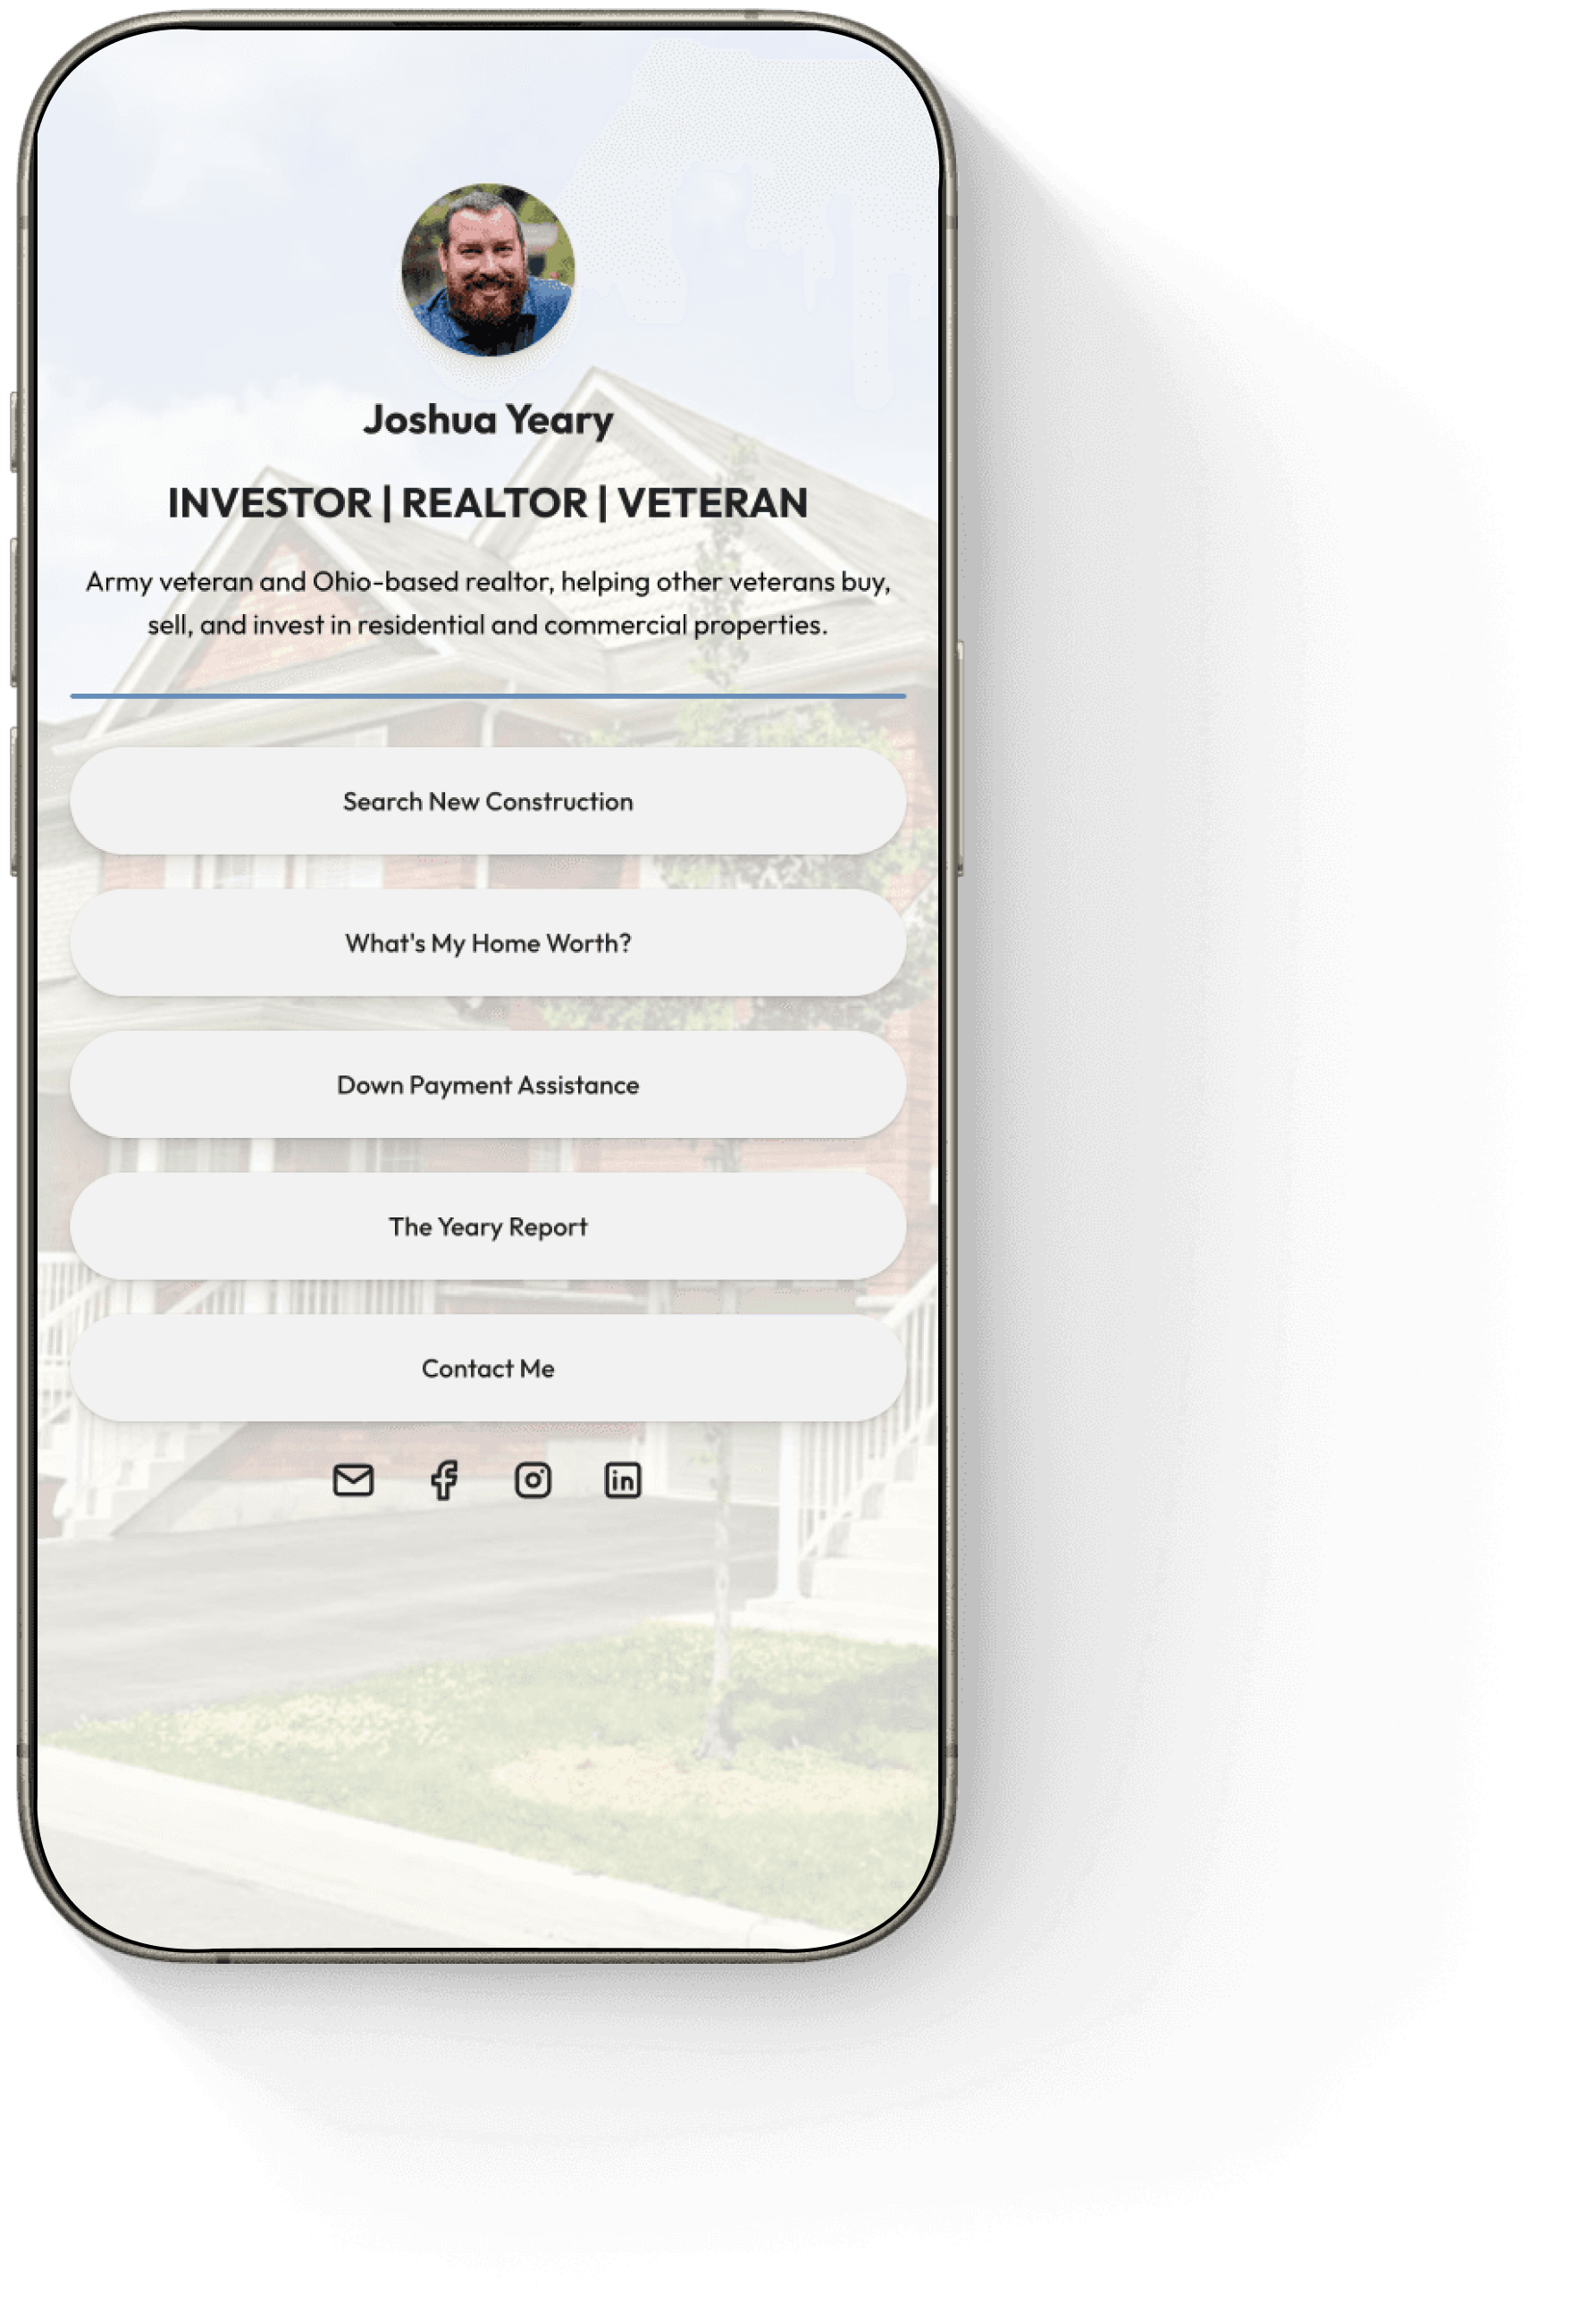 Joshua Yeary
INVESTOR | REALTOR | VETERAN
Army veteran and Ohio-based realtor, helping other veterans buy,
sell, and invest in residential and commercial properties.
Search New Construction
What's My Home Worth?
Down Payment Assistance
The Yeary Report
Contact Me